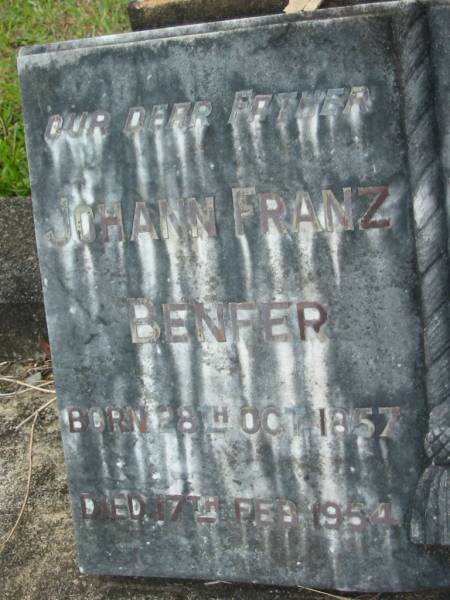 OUR DEAR FATHER
JOHANN FRANZ
BENFER
BORN 28TH OCT 1857
DIED 17TH FEB 1954